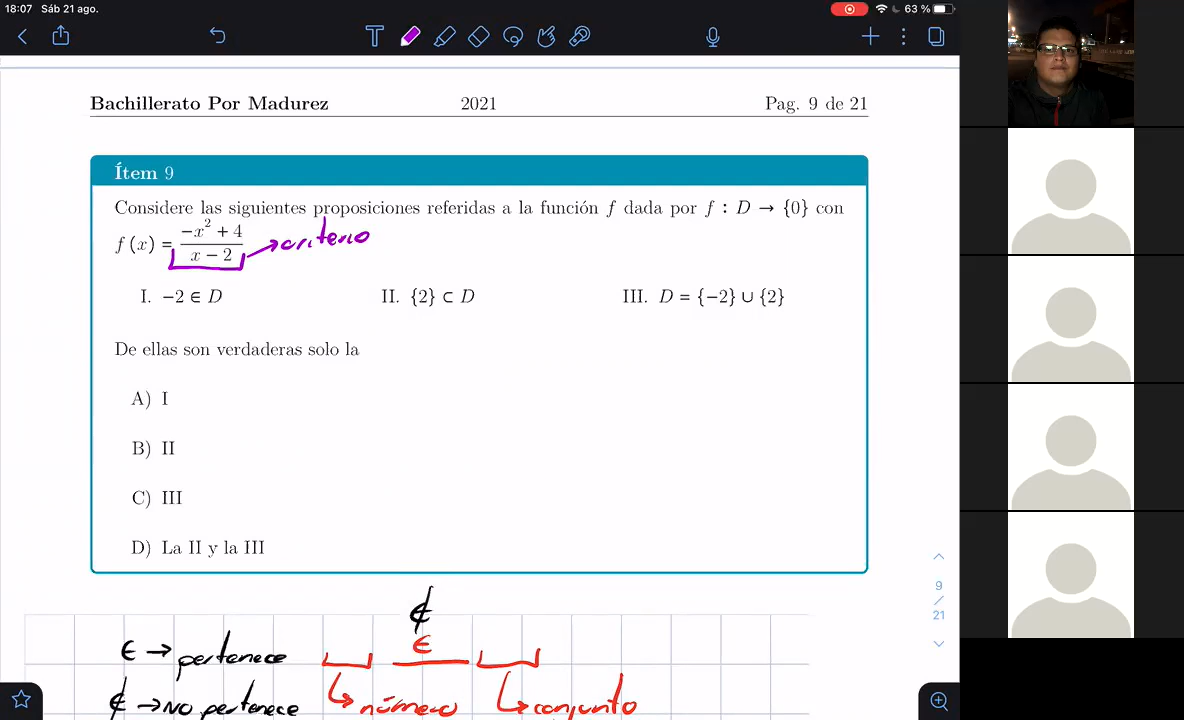 18:07 Sáb 21 ago. 63 %
Bachillerato Por Madurez 2021 Pag. 9 de 21
Ítem 9
Considere las siguientes proposiciones referidas a la función f dada por f : D → {0} con
f (x) = \frac{-x^2 + 4}{x - 2} → criterio
I. −2 ∈ D II. {2} ⊂ D III. D = {−2} ∪ {2}
De ellas son verdaderas solo la
A) I
B) II
C) III
D) La II y la III
∉
∈ → pertenece ∈
∉ → No pertenece número conjunto
9
/
21